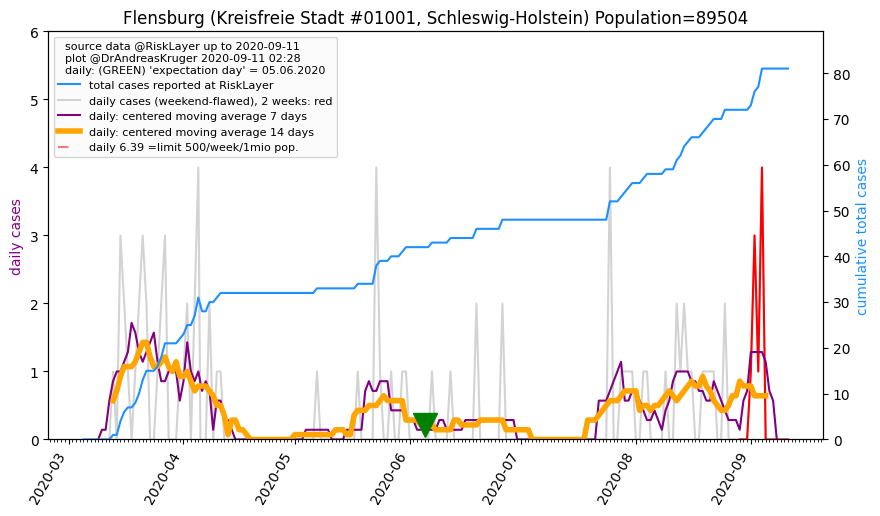 Flensburg (Kreisfreie Stadt #01001, Schleswig-Holstein) Population=89504
source data @RiskLayer up to 2020-09-11
plot @DrAndreasKruger 2020-09-11 02:28
daily: (GREEN) 'expectation day' = 05.06.2020
total cases reported at RiskLayer
daily cases (weekend-flawed), 2 weeks: red
daily: centered moving average 7 days
daily: centered moving average 14 days
daily 6.39 =limit 500/week/1mio pop.
daily cases
6
5
4
3
2
1
0
80
70
60
50
40
30
20
10
0
cumulative total cases
2020-03
2020-04
2020-05
2020-06
2020-07
2020-08
2020-09